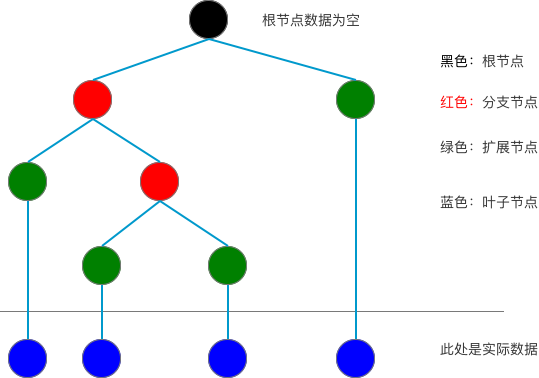 根节点数据为空
黑色：根节点
红色：分支节点
绿色：扩展节点
蓝色：叶子节点
此处是实际数据